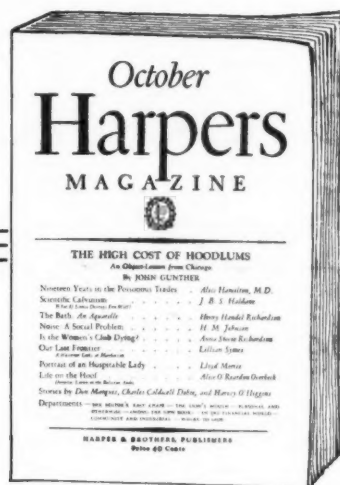 October
Harpers
MAGAZINE
THE HIGH COST OF HOODLUMS
An Object-Lesson from Chicago
By JOHN GUNTHER
Nineteen Years in the Poisonous Trades . Alice Hamilton, M.D.
Scientific Calvinism . . . . . . J. B. S. Haldane
The Bath: An Aquarelle . . . Henry Handel Richardson
Noise: A Social Problem . . . . . H. M. Johnson
Is the Women's Club Dying? . . . Anna Steese Richardson
Our Last Frontier . . . . . . Lillian Symes
Portrait of an Hospitable Lady . . . . Lloyd Morris
Life on the Hoof . . . . Alice O'Reardon Overbeck
Stories by Don Marquis, Charles Caldwell Dobie, and Harvey O'Higgins
Departments
HARPER & BROTHERS, PUBLISHERS
Price 40 Cents